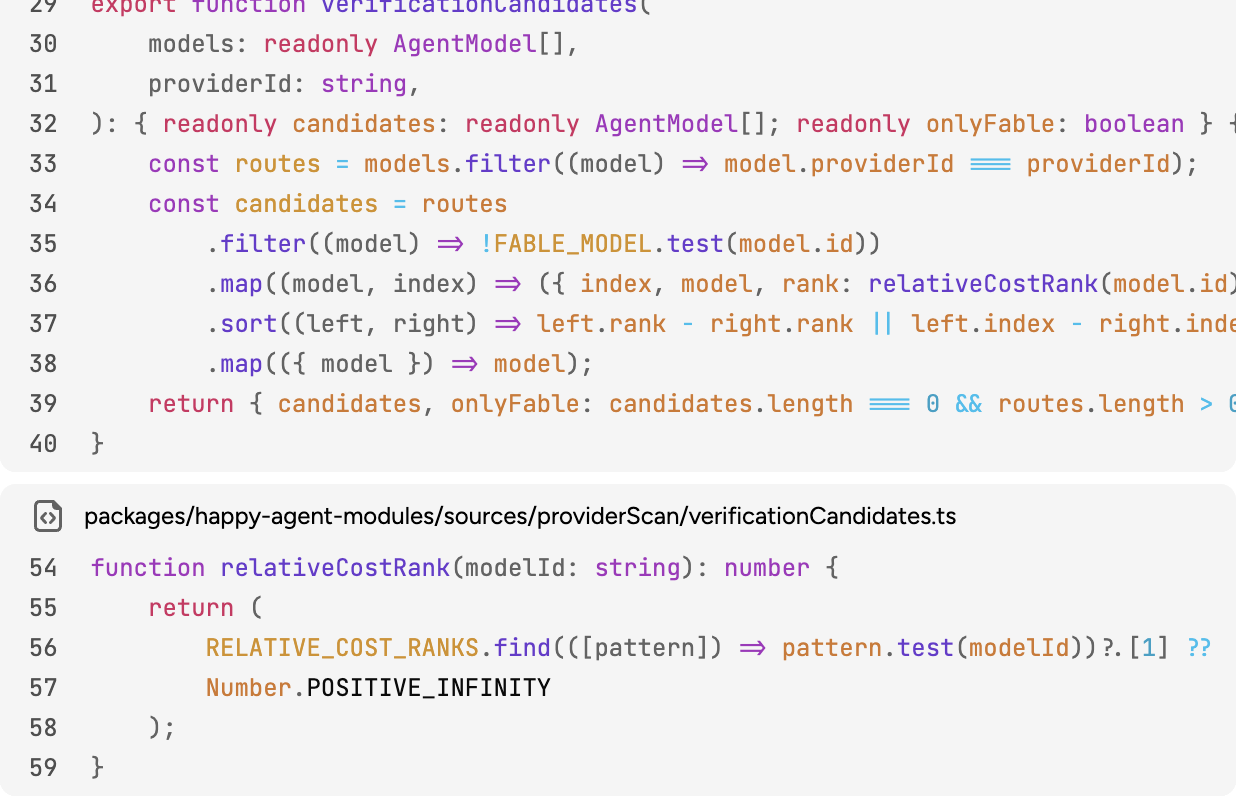 29 export function verificationCandidates(
30     models: readonly AgentModel[],
31     providerId: string,
32 ): { readonly candidates: readonly AgentModel[]; readonly onlyFable: boolean } {
33     const routes = models.filter((model) => model.providerId === providerId);
34     const candidates = routes
35         .filter((model) => !FABLE_MODEL.test(model.id))
36         .map((model, index) => ({ index, model, rank: relativeCostRank(model.id)
37         .sort((left, right) => left.rank - right.rank || left.index - right.inde
38         .map(({ model }) => model);
39     return { candidates, onlyFable: candidates.length === 0 && routes.length > 0
40 }
packages/happy-agent-modules/sources/providerScan/verificationCandidates.ts
54 function relativeCostRank(modelId: string): number {
55     return (
56         RELATIVE_COST_RANKS.find(([pattern]) => pattern.test(modelId))?.[1] ??
57         Number.POSITIVE_INFINITY
58     );
59 }